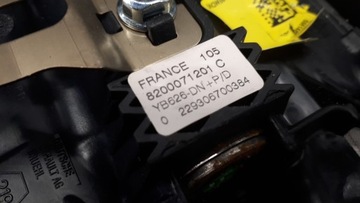 FRANCE 105
8200071201 C
YB626-DN+P/D
0 229306700384